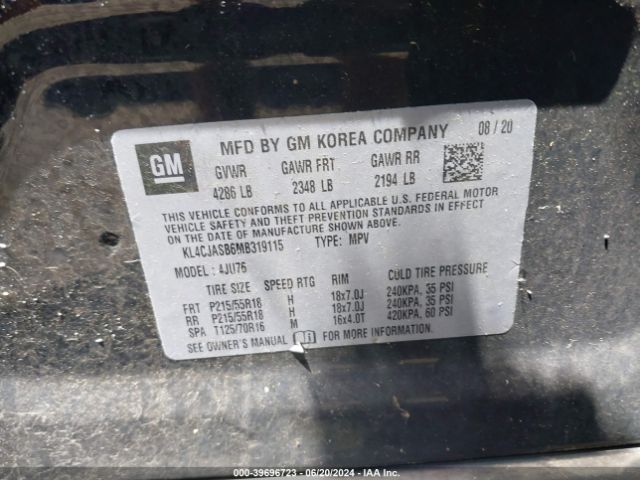 GM
MFD BY GM KOREA COMPANY 08/20
GVWR GAWR FRT GAWR RR
4286 LB 2348 LB 2194 LB
THIS VEHICLE CONFORMS TO ALL APPLICABLE U.S. FEDERAL MOTOR
VEHICLE SAFETY AND THEFT PREVENTION STANDARDS IN EFFECT
ON THE DATE OF MANUFACTURE SHOWN ABOVE.
KL4CJASB6MB319115 TYPE: MPV
MODEL: 4JU76
TIRE SIZE SPEED RTG RIM COLD TIRE PRESSURE
FRT P215/55R18 H 18x7.0J 240KPA, 35 PSI
RR P215/55R18 H 18x7.0J 240KPA, 35 PSI
SPA T125/70R16 M 16x4.0T 420KPA, 60 PSI
SEE OWNER'S MANUAL FOR MORE INFORMATION.
000-39696723 - 06/20/2024 - IAA Inc.